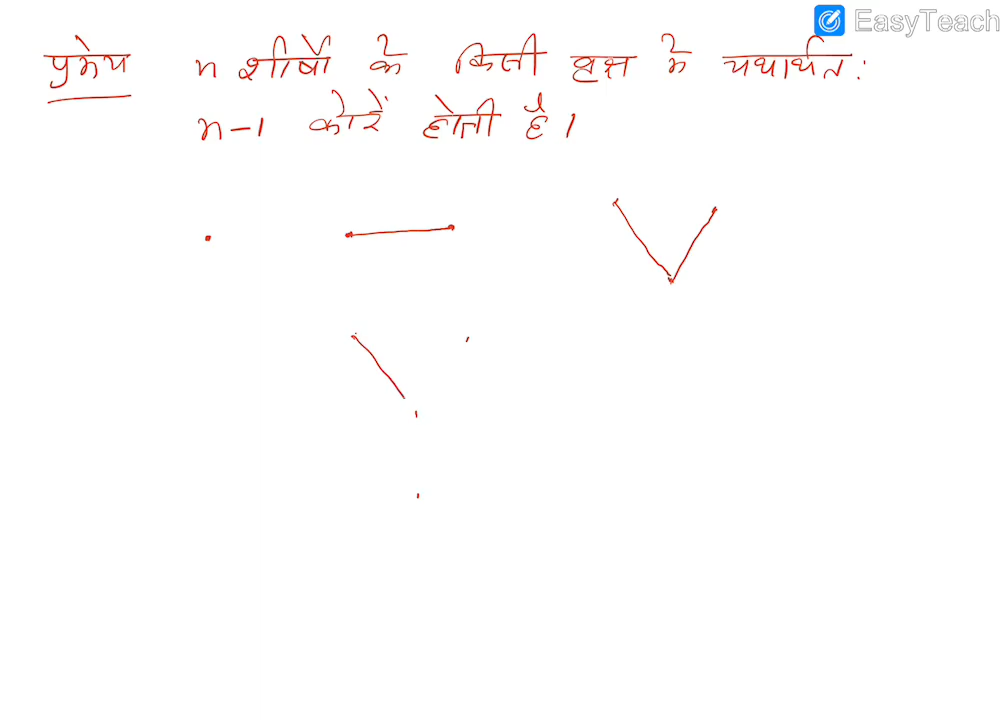 EasyTeach
प्रमेय n शीर्षों के किसी वृक्ष में यथार्थत:
n-1 कोरें होती है।